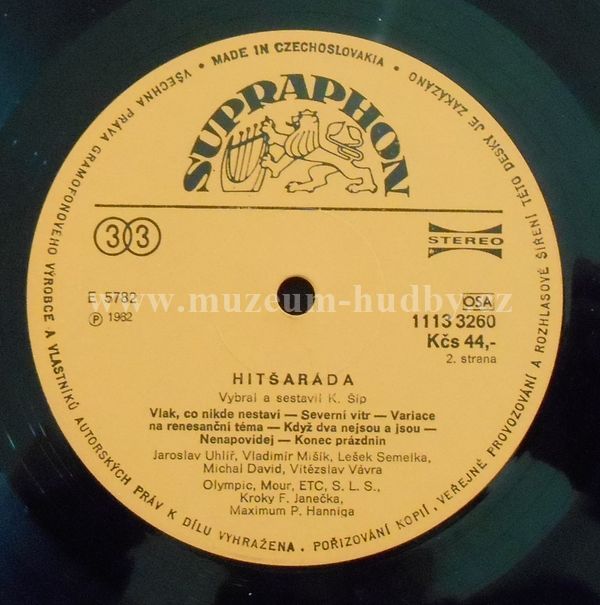 VŠECHNA PRÁVA GRAMOFONOVÉHO VÝROBCE A VLASTNÍKŮ AUTORSKÝCH PRÁV K DÍLU VYHRAŽENA. • POŘIZOVÁNÍ KOPIÍ, VEŘEJNÉ PROVOZOVÁNÍ A ROZHLASOVÉ ŠÍŘENÍ TÉTO DESKY JE ZAKÁZÁNO
• MADE IN CZECHOSLOVAKIA •
SUPRAPHON
33
STEREO
E 5782
℗ 1982
www.muzeum-hudby.cz
OSA
1113 3260
Kčs 44,-
2. strana
HITŠARÁDA
Vybral a sestavil K. Šíp
Vlak, co nikde nestaví — Severní vítr — Variace
na renesanční téma — Když dva nejsou a jsou —
Nenapovídej — Konec prázdnin
Jaroslav Uhlíř, Vladimír Mišík, Lešek Semelka,
Michal David, Vítězslav Vávra
Olympic, Mour, ETC, S. L. S.,
Kroky F. Janečka,
Maximum P. Hanniga